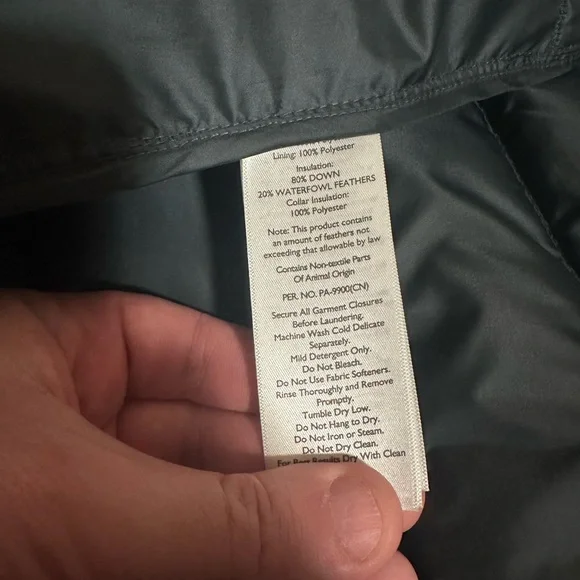 Lining: 100% Polyester
Insulation:
80% DOWN
20% WATERFOWL FEATHERS
Collar Insulation:
100% Polyester
Note: This product contains
an amount of feathers not
exceeding that allowable by law
Contains Non-textile Parts
Of Animal Origin
PER. NO. PA-9900(CN)
Secure All Garment Closures
Before Laundering.
Machine Wash Cold Delicate
Separately.
Mild Detergent Only.
Do Not Bleach.
Do Not Use Fabric Softeners.
Rinse Thoroughly and Remove
Promptly.
Tumble Dry Low.
Do Not Hang to Dry.
Do Not Iron or Steam.
Do Not Dry Clean.
For Best Results Dry With Clean